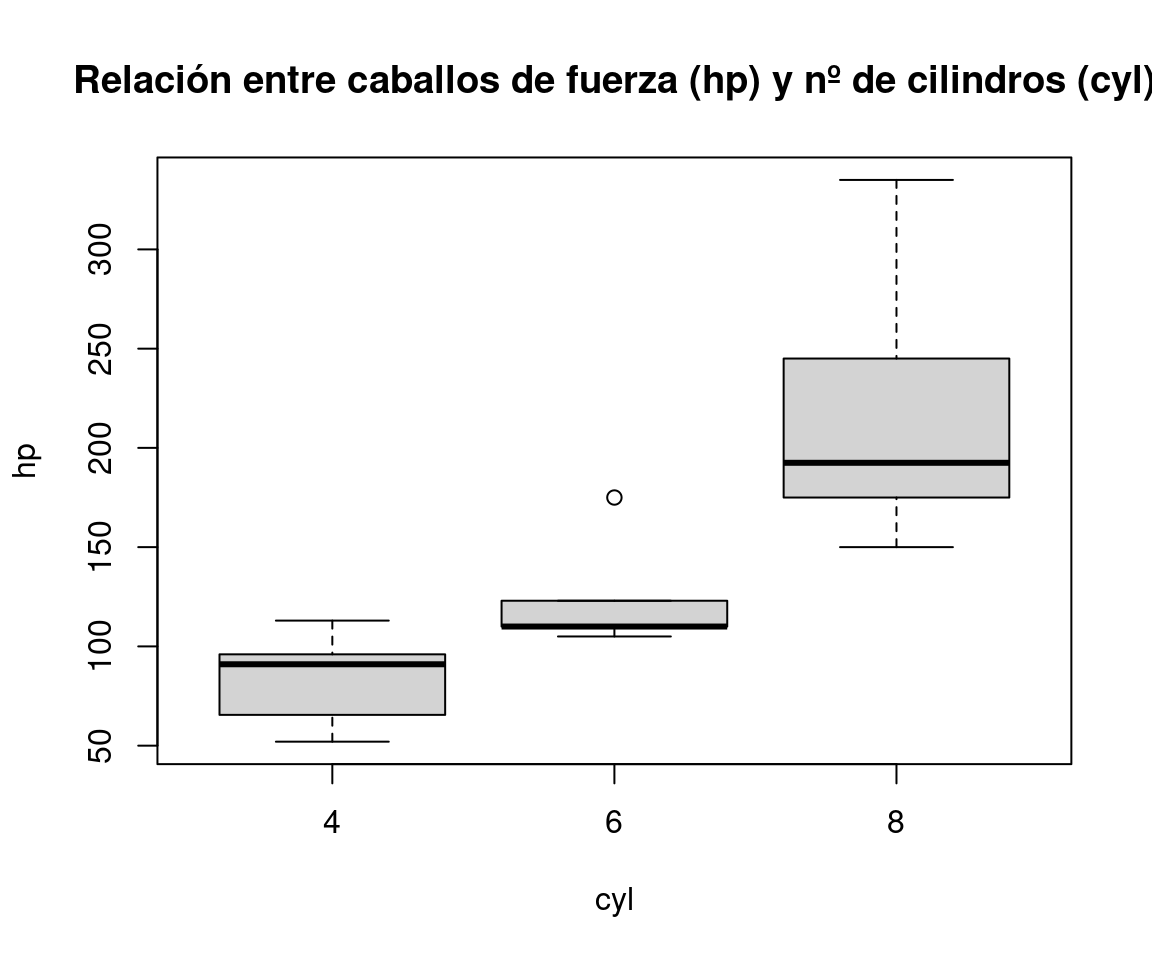 Relación entre caballos de fuerza (hp) y nº de cilindros (cyl)
300
250
200
150
100
50
hp
4 6 8
cyl